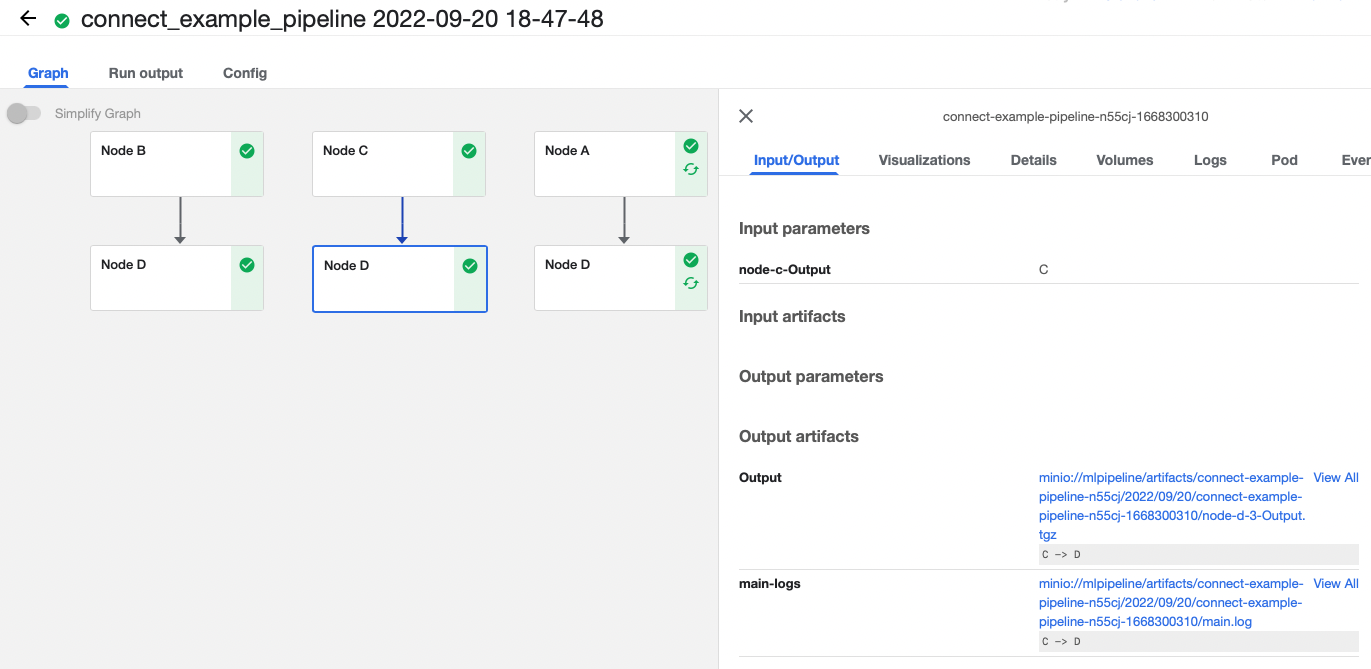 connect_example_pipeline 2022-09-20 18-47-48
Graph Run output Config
Simplify Graph
Node B
Node C
Node A
Node D
Node D
Node D
connect-example-pipeline-n55cj-1668300310
Input/Output Visualizations Details Volumes Logs Pod Even
Input parameters
node-c-Output C
Input artifacts
Output parameters
Output artifacts
Output minio://mlpipeline/artifacts/connect-example- View All
pipeline-n55cj/2022/09/20/connect-example-
pipeline-n55cj-1668300310/node-d-3-Output.
tgz
C -> D
main-logs minio://mlpipeline/artifacts/connect-example- View All
pipeline-n55cj/2022/09/20/connect-example-
pipeline-n55cj-1668300310/main.log
C -> D